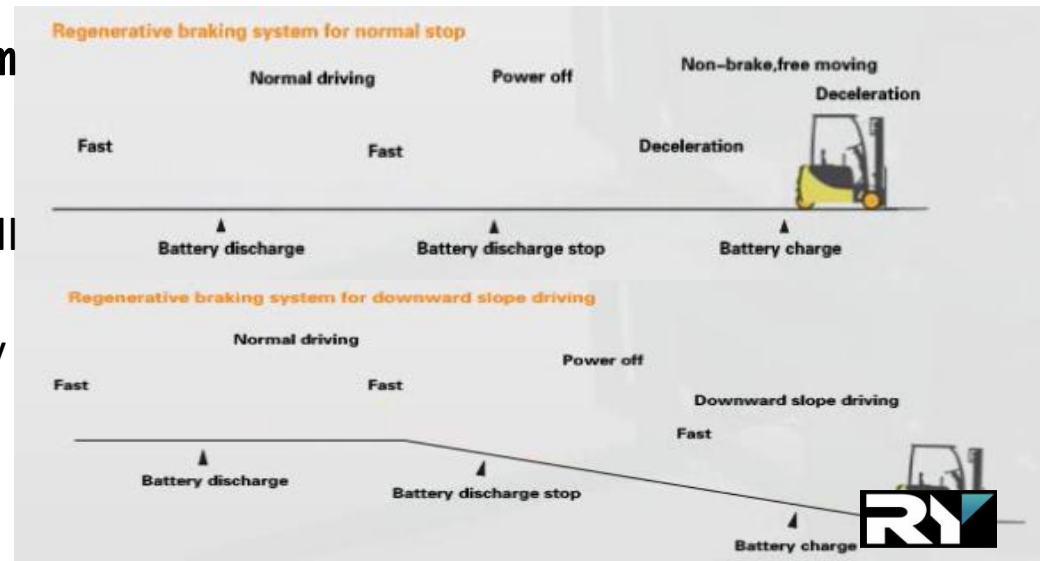 Regenerative braking system for normal stop
Normal driving
Power off
Non-brake,free moving
Deceleration
Fast
Fast
Deceleration
Battery discharge
Battery discharge stop
Battery charge
Regenerative braking system for downward slope driving
Normal driving
Power off
Fast
Fast
Downward slope driving
Fast
Battery discharge
Battery discharge stop
Battery charge
RY